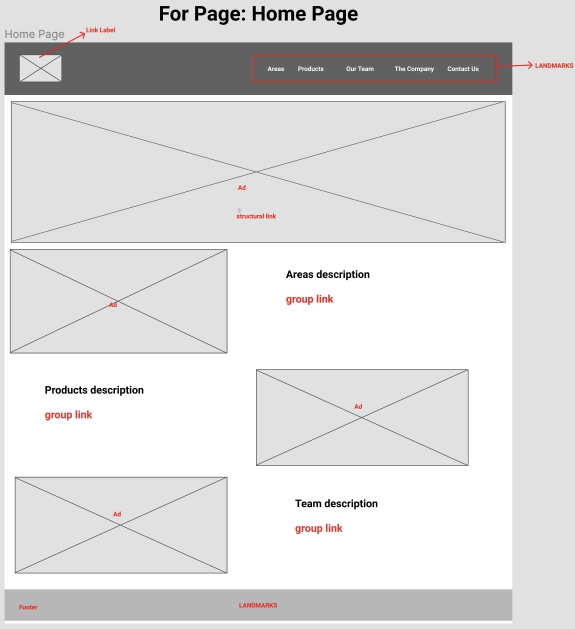 For Page: Home Page
Link Label
Home Page
Areas Products Our Team The Company Contact Us
LANDMARKS
Ad
structural link
Ad
Areas description
group link
Products description
group link
Ad
Ad
Team description
group link
Footer
LANDMARKS